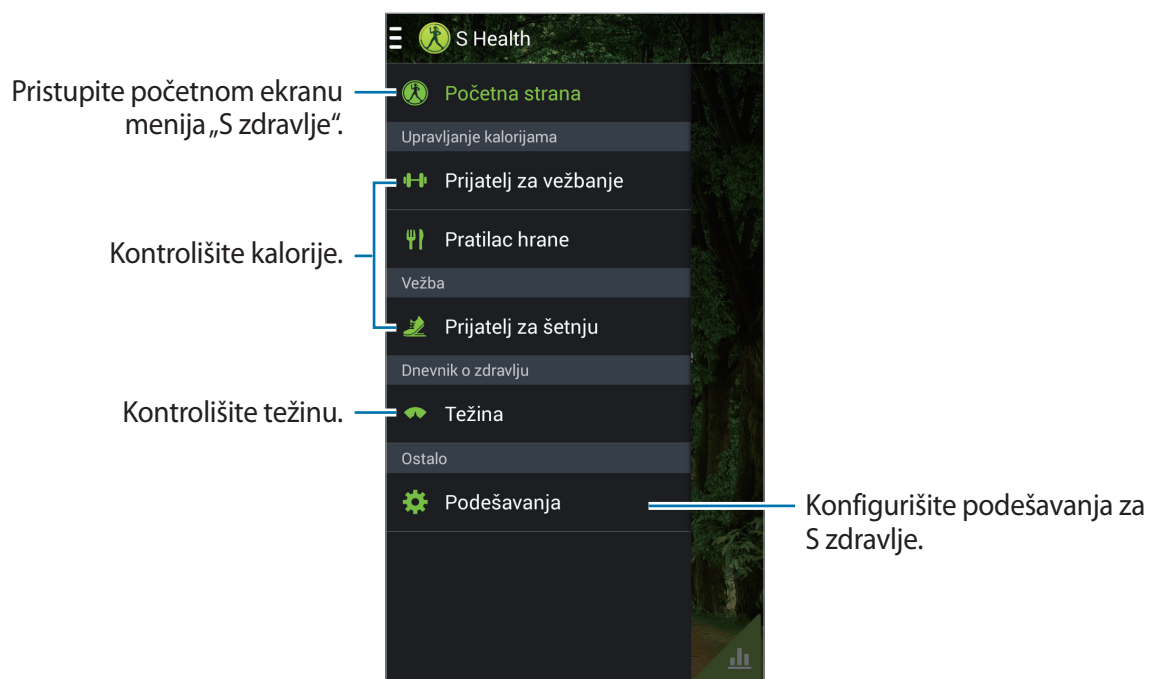 S Health
Pristupite početnom ekranu
menija „S zdravlje“.
Početna strana
Upravljanje kalorijama
Prijatelj za vežbanje
Kontrolišite kalorije.
Pratilac hrane
Vežba
Prijatelj za šetnju
Dnevnik o zdravlju
Kontrolišite težinu.
Težina
Ostalo
Podešavanja
Konfigurišite podešavanja za
S zdravlje.